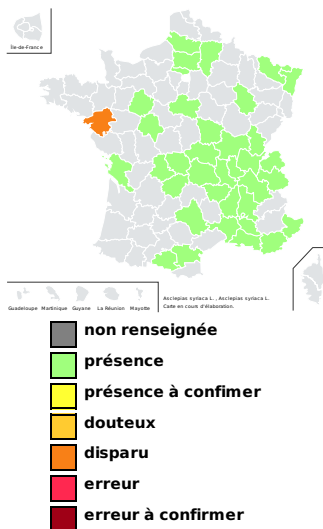 Île-de-France
Guadeloupe Martinique Guyane La Réunion Mayotte
Asclepias syriaca L. , Asclepias syriaca L.
Carte en cours d'élaboration.
non renseignée
présence
présence à confimer
douteux
disparu
erreur
erreur à confirmer